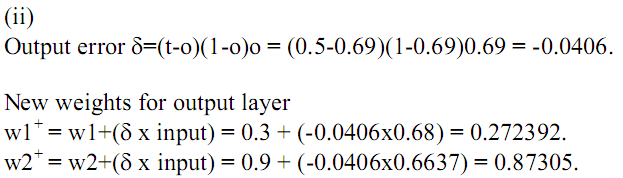 (ii)
Output error δ=(t-o)(1-o)o = (0.5-0.69)(1-0.69)0.69 = -0.0406.
New weights for output layer
w1⁺ = w1+(δ x input) = 0.3 + (-0.0406x0.68) = 0.272392.
w2⁺ = w2+(δ x input) = 0.9 + (-0.0406x0.6637) = 0.87305.